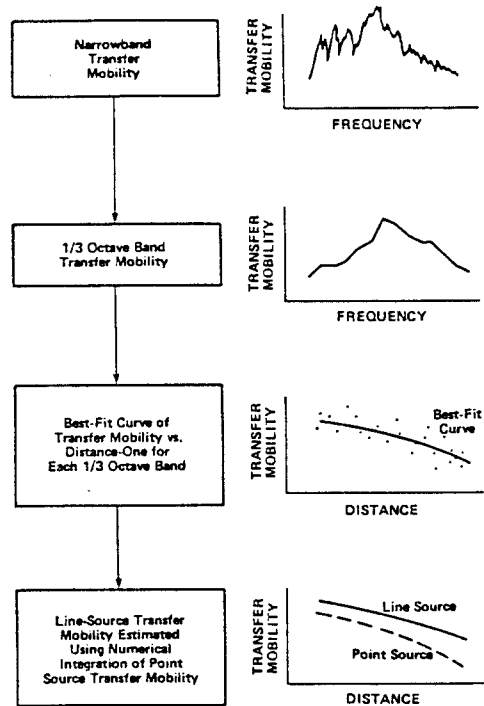 Narrowband
Transfer
Mobility
TRANSFER
MOBILITY
FREQUENCY
1/3 Octave Band
Transfer Mobility
TRANSFER
MOBILITY
FREQUENCY
Best-Fit Curve of
Transfer Mobility vs.
Distance-One for
Each 1/3 Octave Band
TRANSFER
MOBILITY
Best-Fit
Curve
DISTANCE
Line-Source Transfer
Mobility Estimated
Using Numerical
Integration of Point
Source Transfer Mobility
TRANSFER
MOBILITY
Line Source
Point Source
DISTANCE